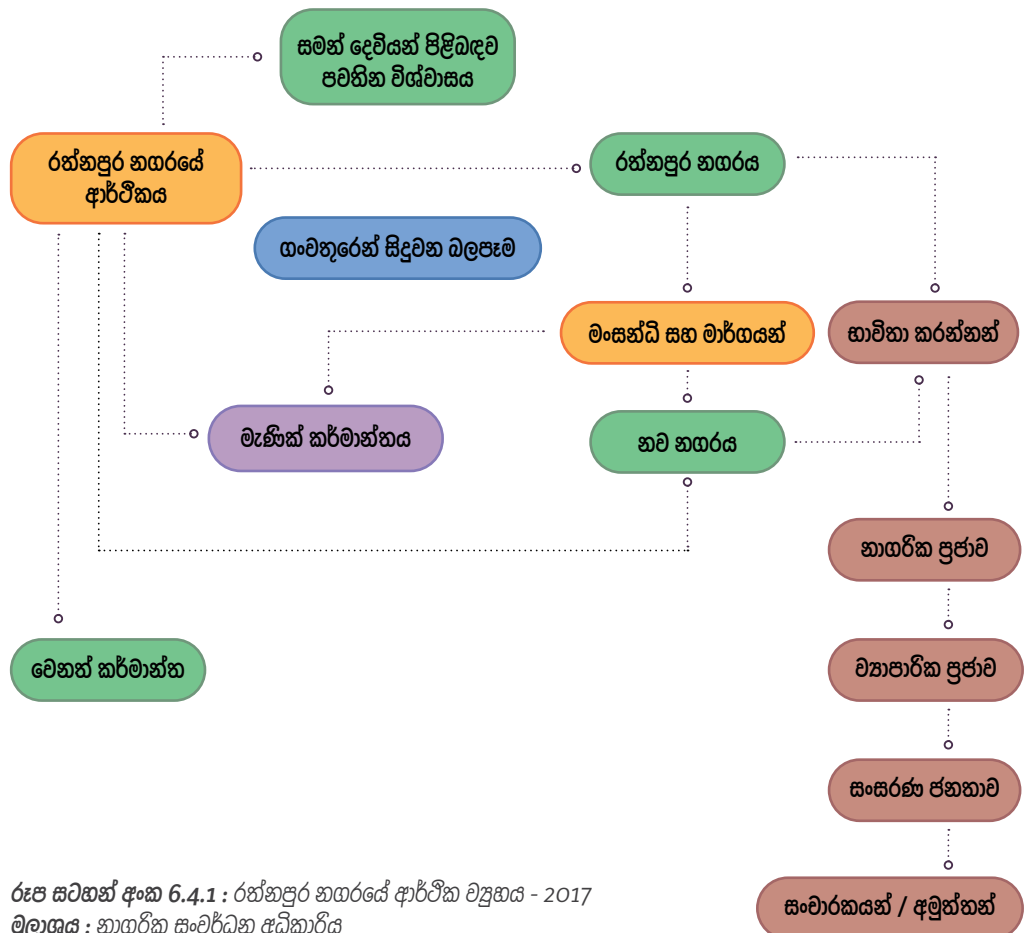 සමන් දෙවියන් පිළිබඳව
පවතින විශ්වාසය
රත්නපුර නගරයේ
ආර්ථිකය
රත්නපුර නගරය
ගංවතුරෙන් සිදුවන බලපෑම
මංසන්ධි සහ මාර්ගයන්
භාවිතා කරන්නන්
මැණික් කර්මාන්තය
නව නගරය
නාගරික ප්‍රජාව
වෙනත් කර්මාන්ත
ව්‍යාපාරික ප්‍රජාව
සංසරණ ජනතාව
සංචාරකයන් / අමුත්තන්
රූප සටහන් අංක 6.4.1 : රත්නපුර නගරයේ ආර්ථික ව්‍යුහය - 2017
මූලාශ්‍රය : නාගරික සංවර්ධන අධිකාරිය